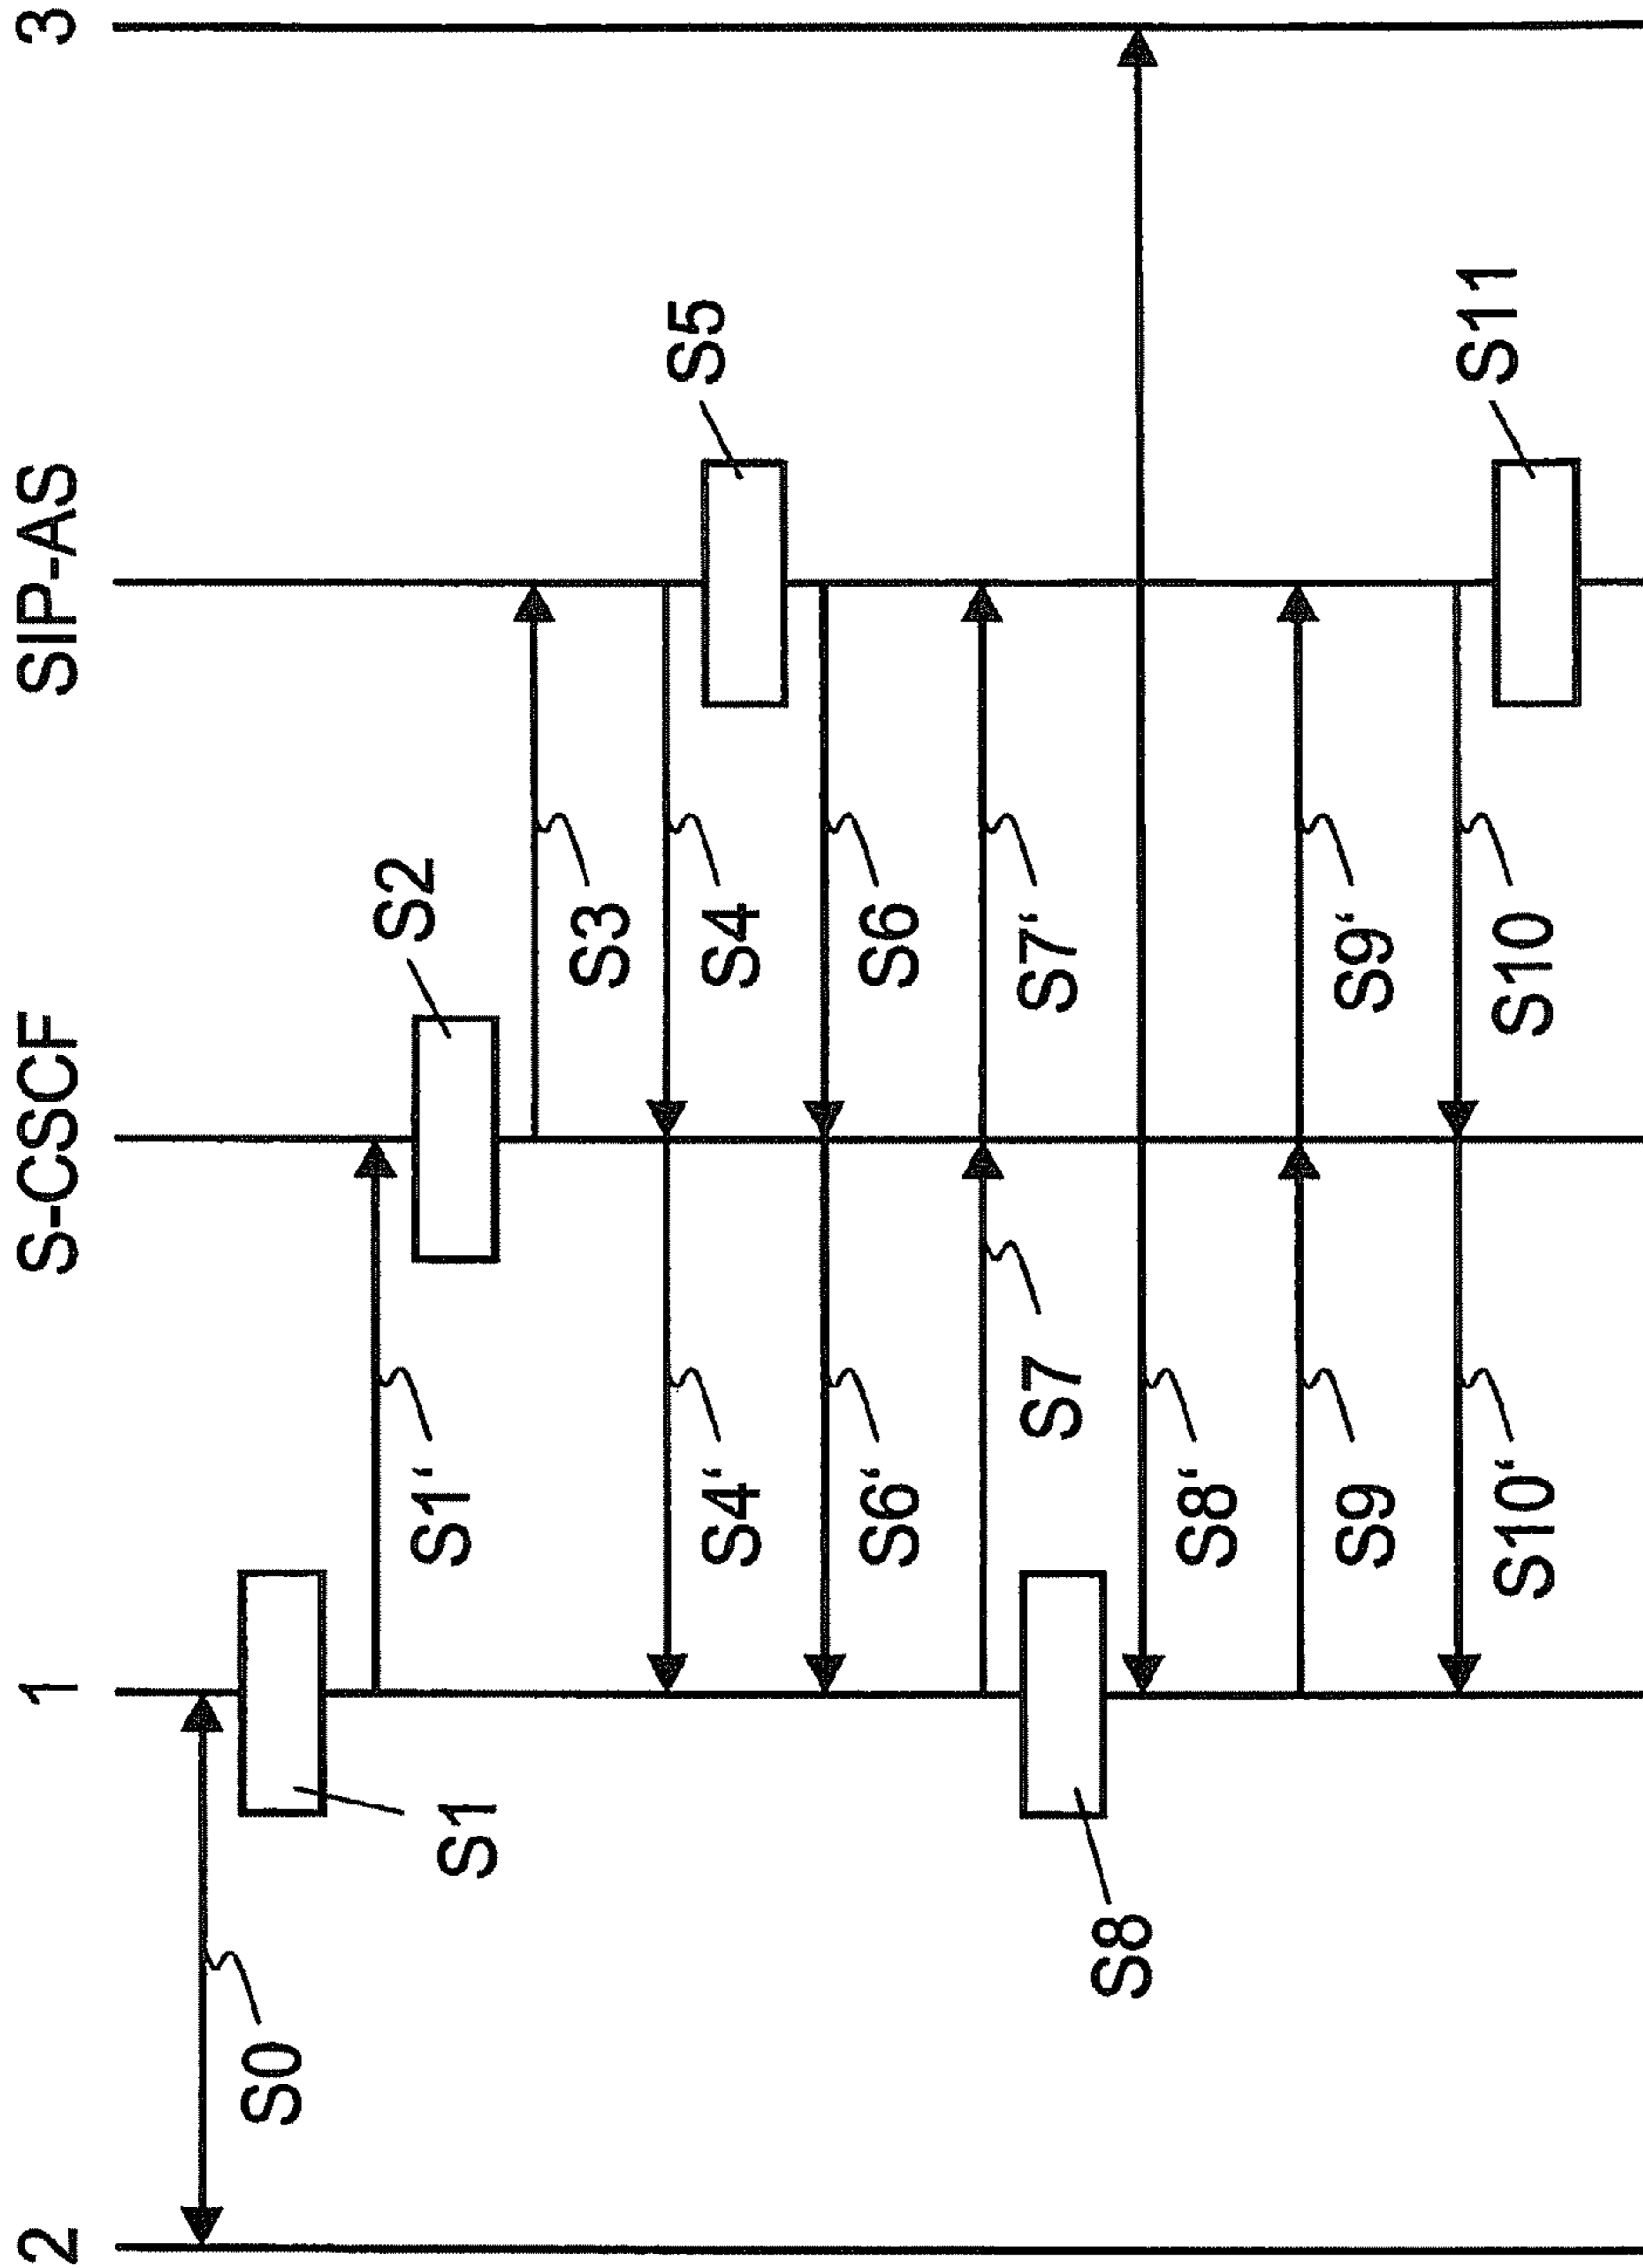 2
1
S-CSCF
SIP-AS
3
S0
S1
S1‘
S2
S3
S4
S4‘
S5
S6
S6‘
S7
S7‘
S8
S8‘
S9
S9‘
S10
S10‘
S11